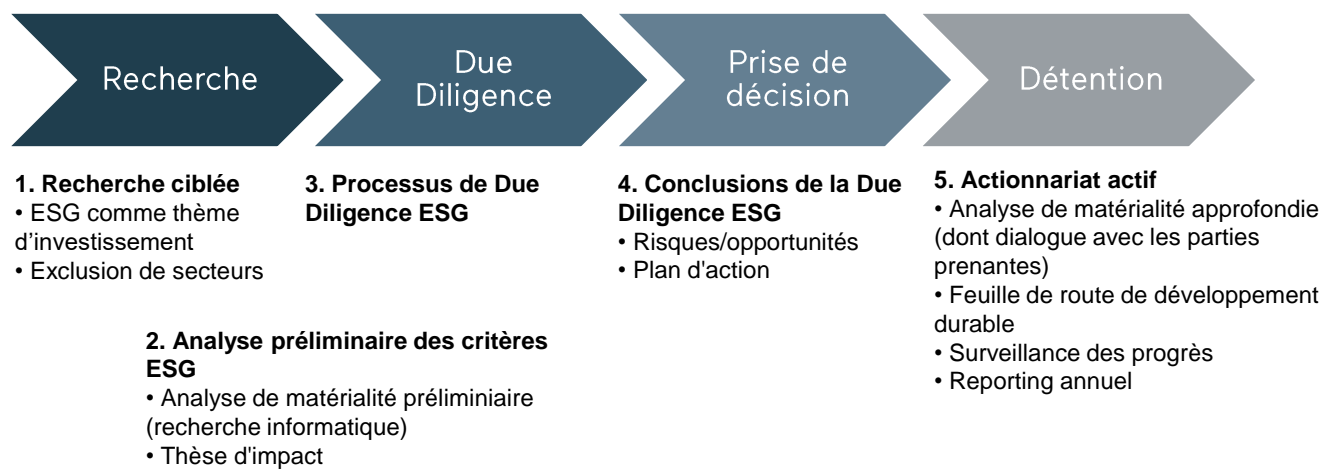 Recherche
Due
Diligence
Prise de
décision
Détention
1. Recherche ciblée
• ESG comme thème
d'investissement
• Exclusion de secteurs
2. Analyse préliminaire des critères
ESG
• Analyse de matérialité préliminiaire
(recherche informatique)
• Thèse d'impact
3. Processus de Due
Diligence ESG
4. Conclusions de la Due
Diligence ESG
• Risques/opportunités
• Plan d'action
5. Actionnariat actif
• Analyse de matérialité approfondie
(dont dialogue avec les parties
prenantes)
• Feuille de route de développement
durable
• Surveillance des progrès
• Reporting annuel